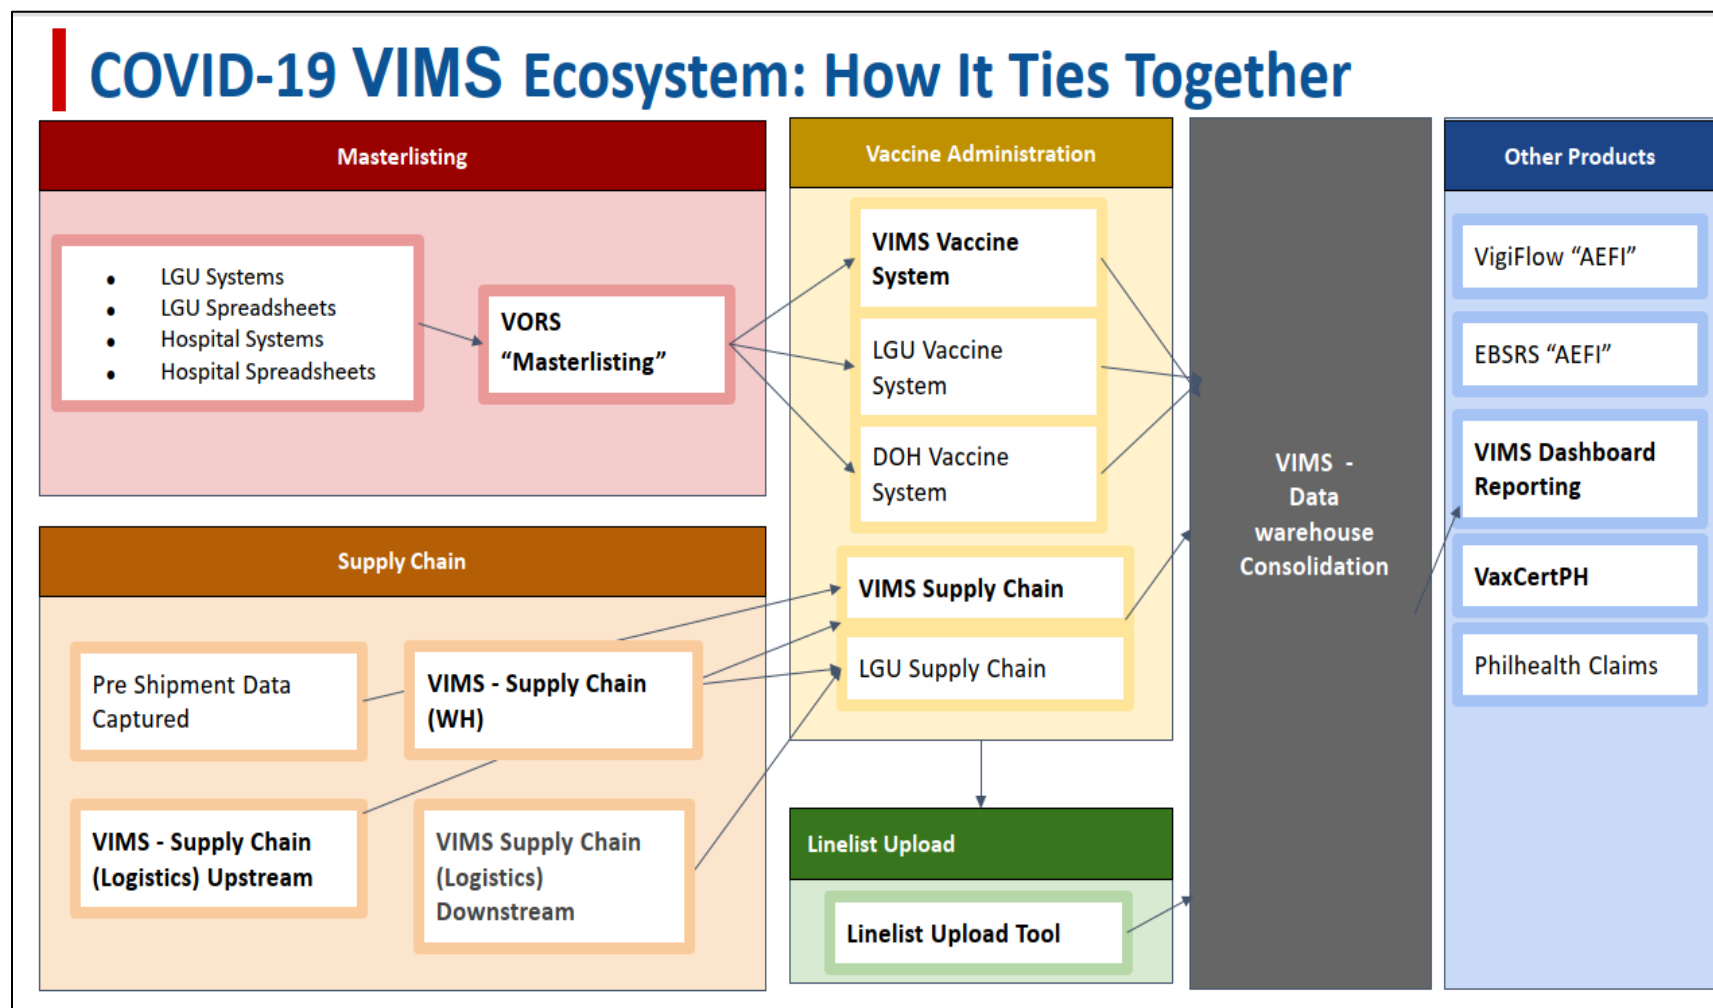 COVID-19 VIMS Ecosystem: How It Ties Together
Masterlisting
• LGU Systems
• LGU Spreadsheets
• Hospital Systems
• Hospital Spreadsheets
VORS
“Masterlisting”
Supply Chain
Pre Shipment Data
Captured
VIMS - Supply Chain
(WH)
VIMS - Supply Chain
(Logistics) Upstream
VIMS Supply Chain
(Logistics)
Downstream
Vaccine Administration
VIMS Vaccine
System
LGU Vaccine
System
DOH Vaccine
System
VIMS Supply Chain
LGU Supply Chain
Linelist Upload
Linelist Upload Tool
VIMS -
Data
warehouse
Consolidation
Other Products
VigiFlow “AEFI”
EBSRS “AEFI”
VIMS Dashboard
Reporting
VaxCertPH
Philhealth Claims